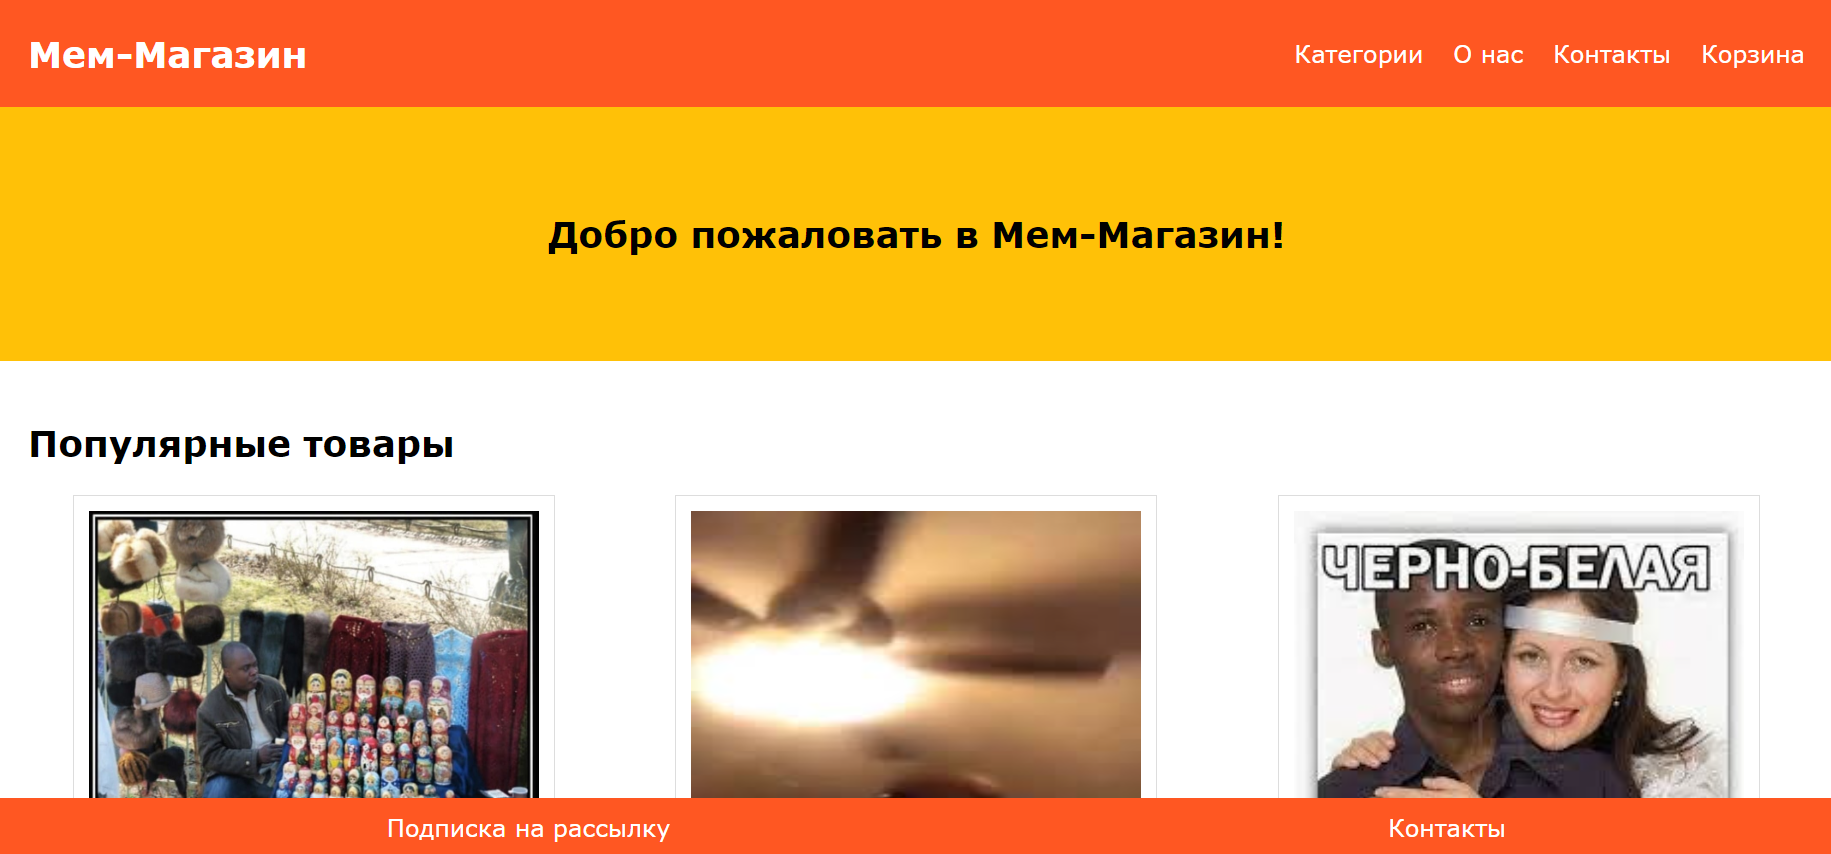 Мем-Магазин
Категории О нас Контакты Корзина
Добро пожаловать в Мем-Магазин!
Популярные товары
ЧЕРНО-БЕЛАЯ
Подписка на рассылку
Контакты